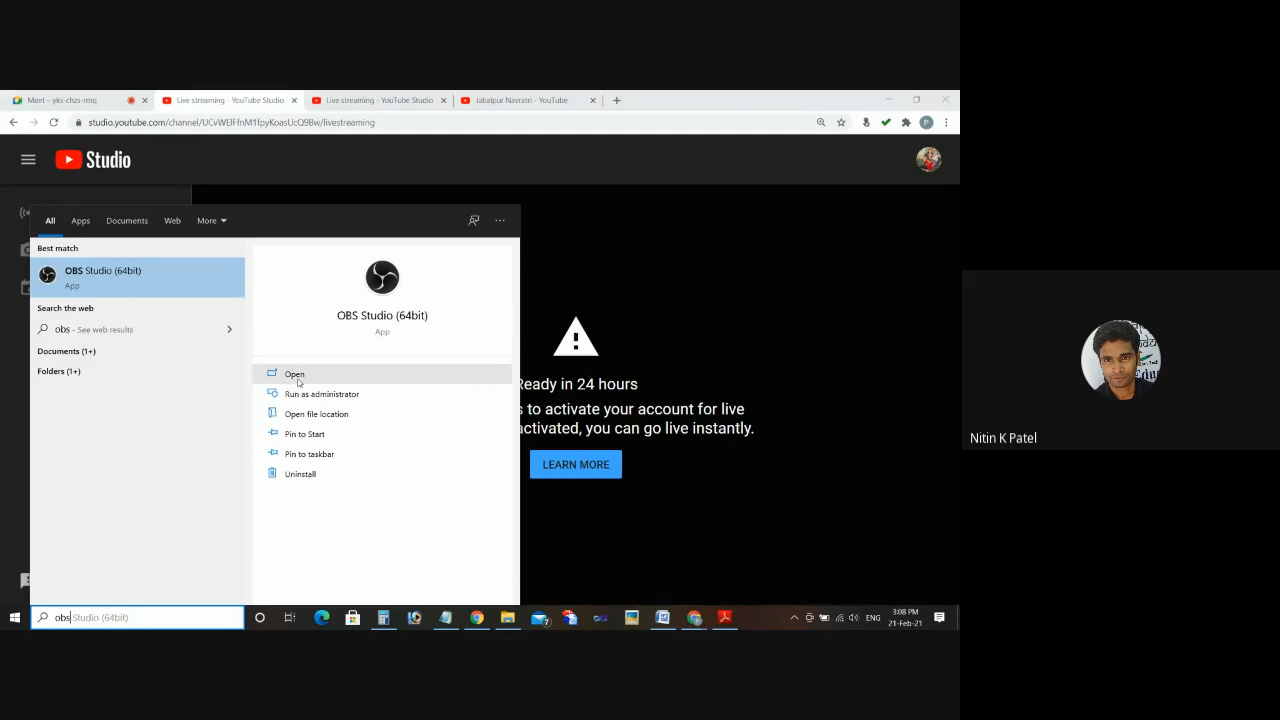 Meet – yks-chzs-rmq
Live streaming - YouTube Studio
Live streaming - YouTube Studio
Jabalpur Navratri - YouTube
studio.youtube.com/channel/UCvWElFfnM1fpyKoasUcQ9Bw/livestreaming
P
Studio
All
Apps
Documents
Web
More
Best match
OBS Studio (64bit)
App
Search the web
obs - See web results
Documents (1+)
Folders (1+)
OBS Studio (64bit)
App
Open
Run as administrator
Open file location
Pin to Start
Pin to taskbar
Uninstall
Ready in 24 hours
s to activate your account for live
activated, you can go live instantly.
LEARN MORE
Nitin K Patel
obs Studio (64bit)
ENG
3:08 PM
21-Feb-21